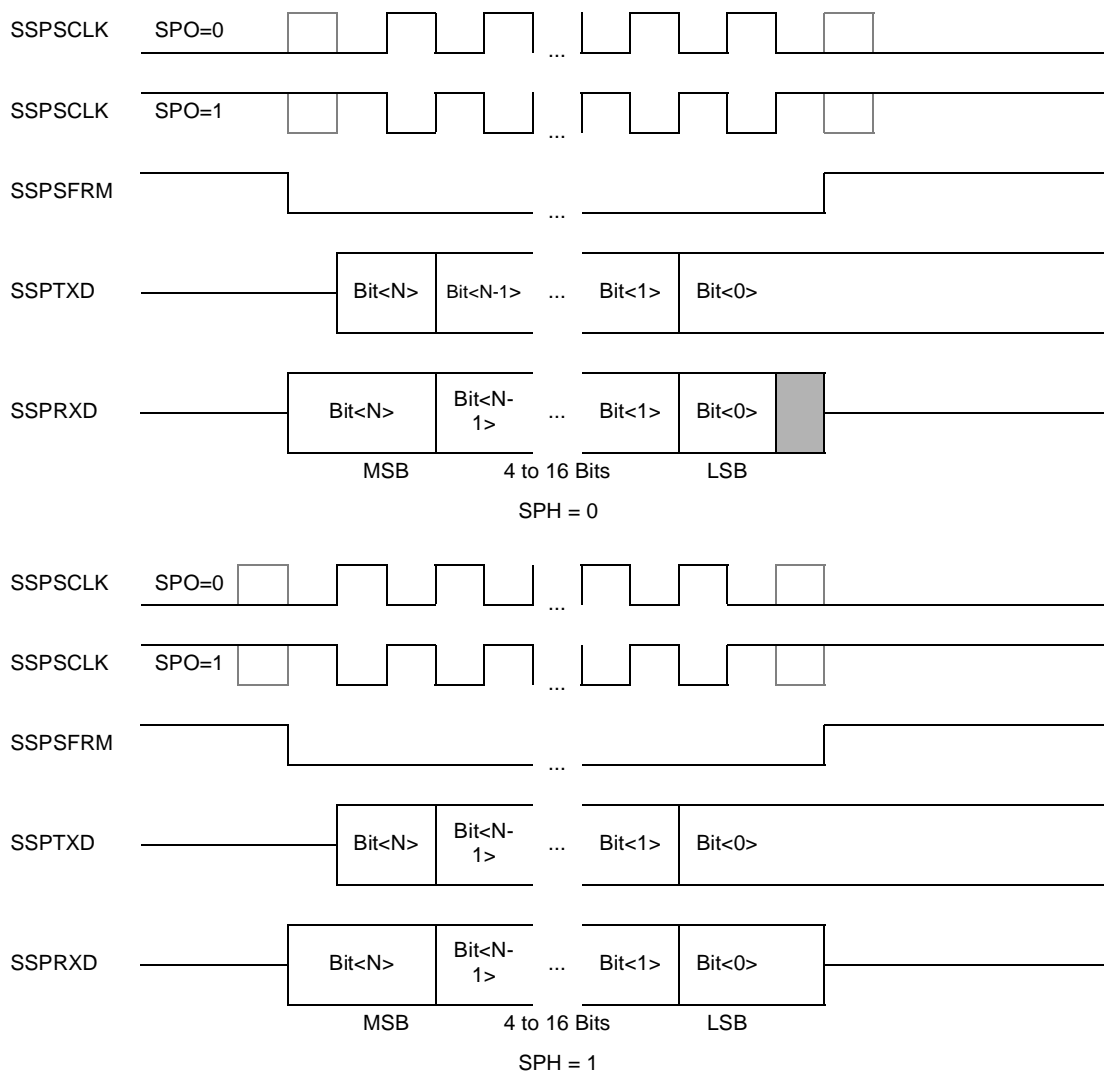 SSPSCLK SPO=0
...
SSPSCLK SPO=1
...
SSPSFRM
...
SSPTXD Bit<N> Bit<N-1> ... Bit<1> Bit<0>
SSPRXD Bit<N> Bit<N-
1> ... Bit<1> Bit<0>
MSB 4 to 16 Bits LSB
SPH = 0
SSPSCLK SPO=0
...
SSPSCLK SPO=1
...
SSPSFRM
...
SSPTXD Bit<N> Bit<N-
1> ... Bit<1> Bit<0>
SSPRXD Bit<N> Bit<N-
1> ... Bit<1> Bit<0>
MSB 4 to 16 Bits LSB
SPH = 1